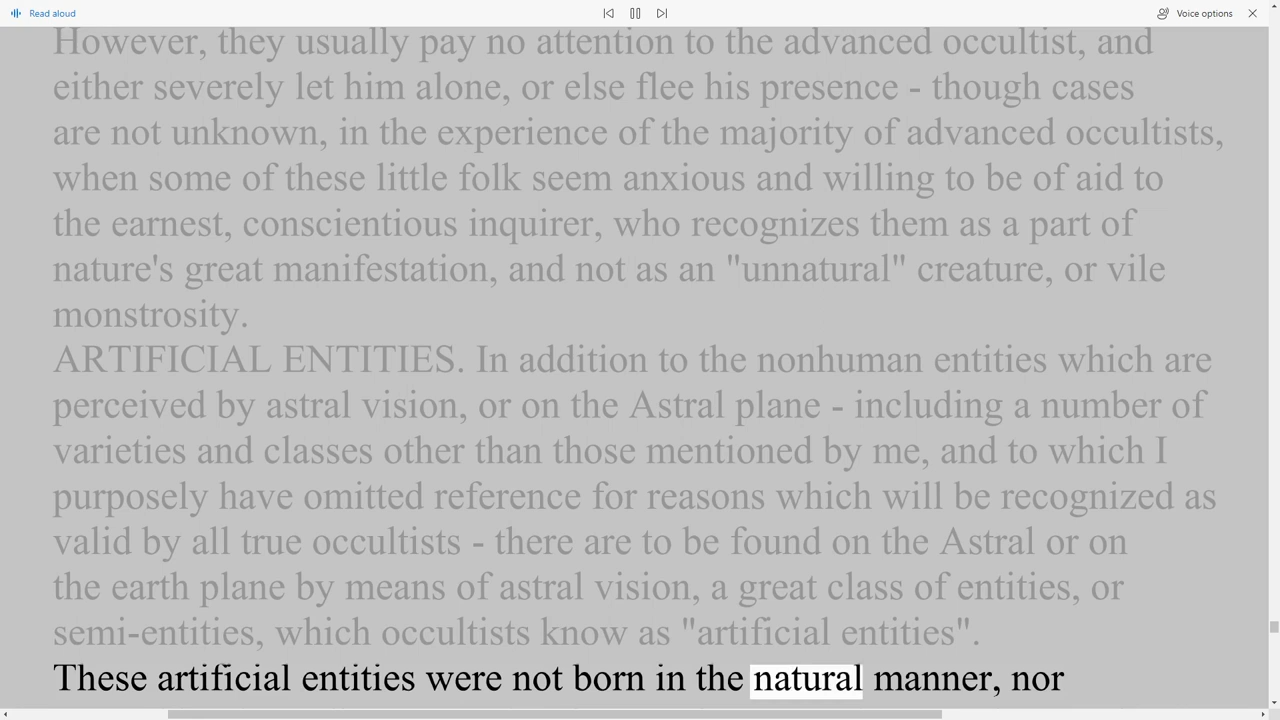 Read aloud
Voice options
However, they usually pay no attention to the advanced occultist, and
either severely let him alone, or else flee his presence - though cases
are not unknown, in the experience of the majority of advanced occultists,
when some of these little folk seem anxious and willing to be of aid to
the earnest, conscientious inquirer, who recognizes them as a part of
nature's great manifestation, and not as an "unnatural" creature, or vile
monstrosity.
ARTIFICIAL ENTITIES. In addition to the nonhuman entities which are
perceived by astral vision, or on the Astral plane - including a number of
varieties and classes other than those mentioned by me, and to which I
purposely have omitted reference for reasons which will be recognized as
valid by all true occultists - there are to be found on the Astral or on
the earth plane by means of astral vision, a great class of entities, or
semi-entities, which occultists know as "artificial entities".
These artificial entities were not born in the natural manner, nor